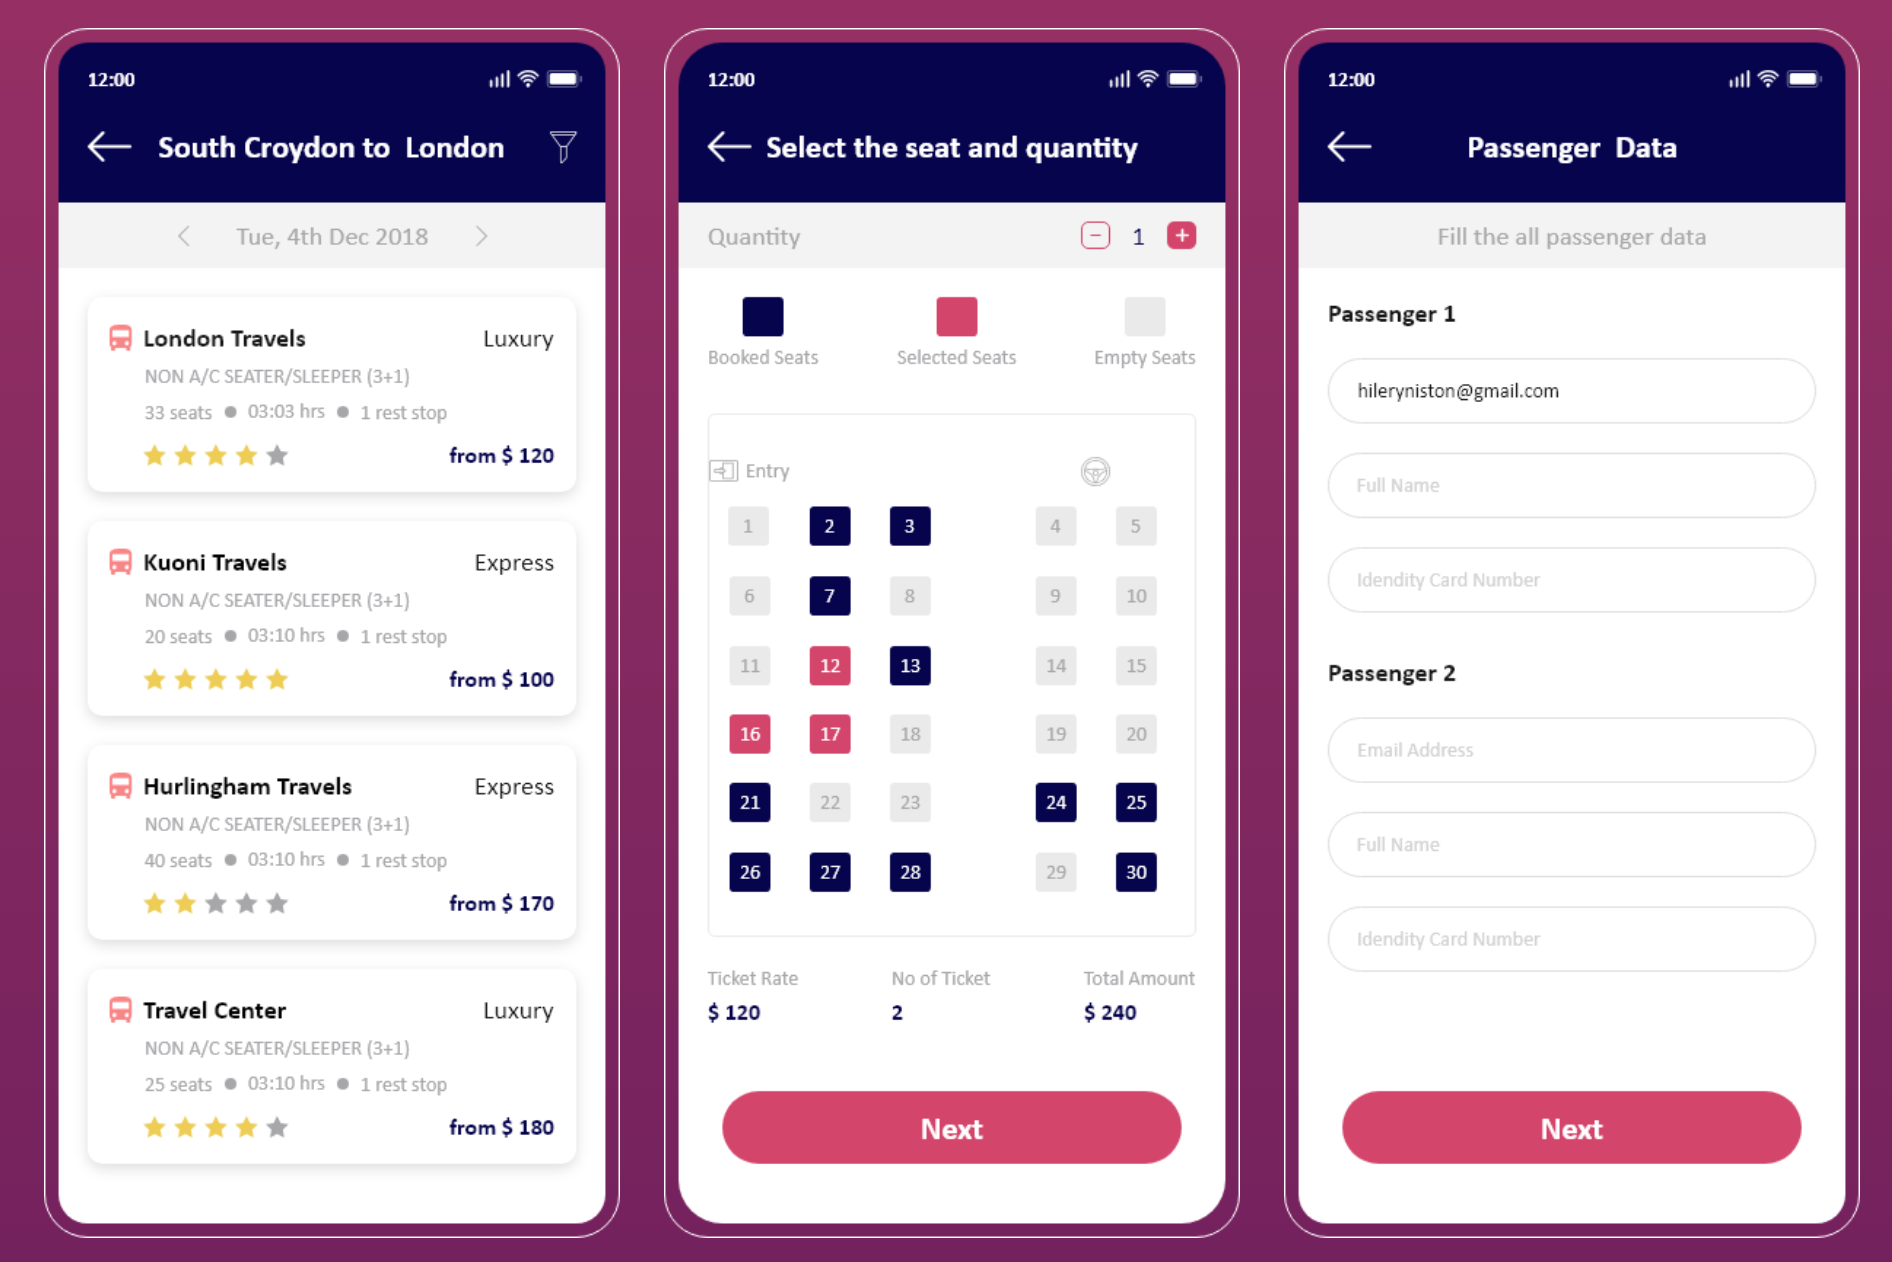 12:00
South Croydon to London
Tue, 4th Dec 2018
London Travels Luxury
NON A/C SEATER/SLEEPER (3+1)
33 seats 03:03 hrs 1 rest stop
from $ 120
Kuoni Travels Express
NON A/C SEATER/SLEEPER (3+1)
20 seats 03:10 hrs 1 rest stop
from $ 100
Hurlingham Travels Express
NON A/C SEATER/SLEEPER (3+1)
40 seats 03:10 hrs 1 rest stop
from $ 170
Travel Center Luxury
NON A/C SEATER/SLEEPER (3+1)
25 seats 03:10 hrs 1 rest stop
from $ 180
12:00
Select the seat and quantity
Quantity 1
Booked Seats Selected Seats Empty Seats
Entry
1 2 3 4 5
6 7 8 9 10
11 12 13 14 15
16 17 18 19 20
21 22 23 24 25
26 27 28 29 30
Ticket Rate No of Ticket Total Amount
$ 120 2 $ 240
Next
12:00
Passenger Data
Fill the all passenger data
Passenger 1
hileryniston@gmail.com
Full Name
Idendity Card Number
Passenger 2
Email Address
Full Name
Idendity Card Number
Next